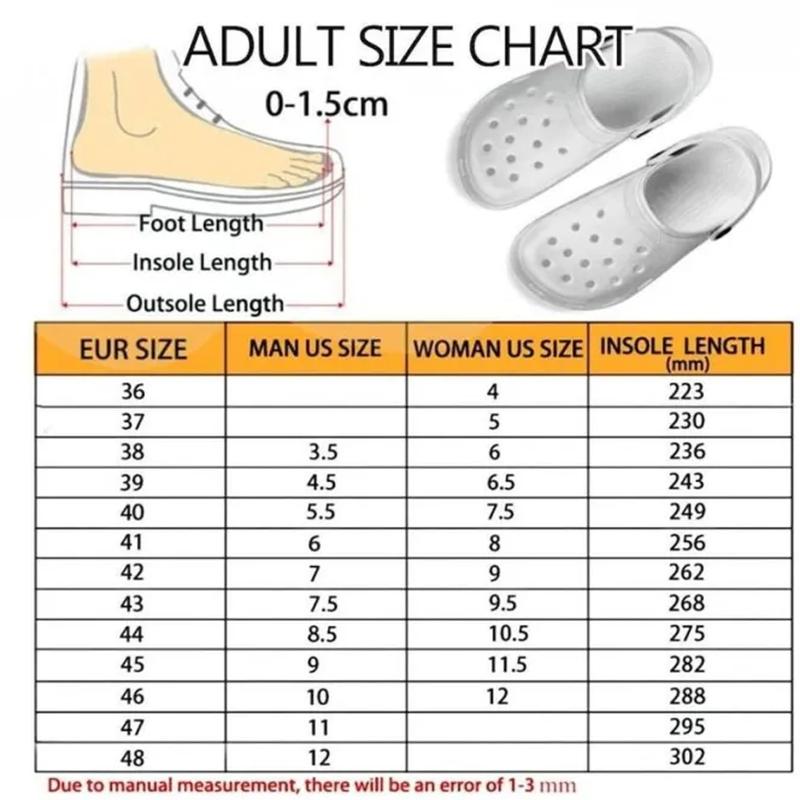 ADULT SIZE CHART
0-1.5cm
Foot Length
Insole Length
Outsole Length
EUR SIZE MAN US SIZE WOMAN US SIZE INSOLE LENGTH (mm)
36 4 223
37 5 230
38 3.5 6 236
39 4.5 6.5 243
40 5.5 7.5 249
41 6 8 256
42 7 9 262
43 7.5 9.5 268
44 8.5 10.5 275
45 9 11.5 282
46 10 12 288
47 11 295
48 12 302
Due to manual measurement, there will be an error of 1-3 mm